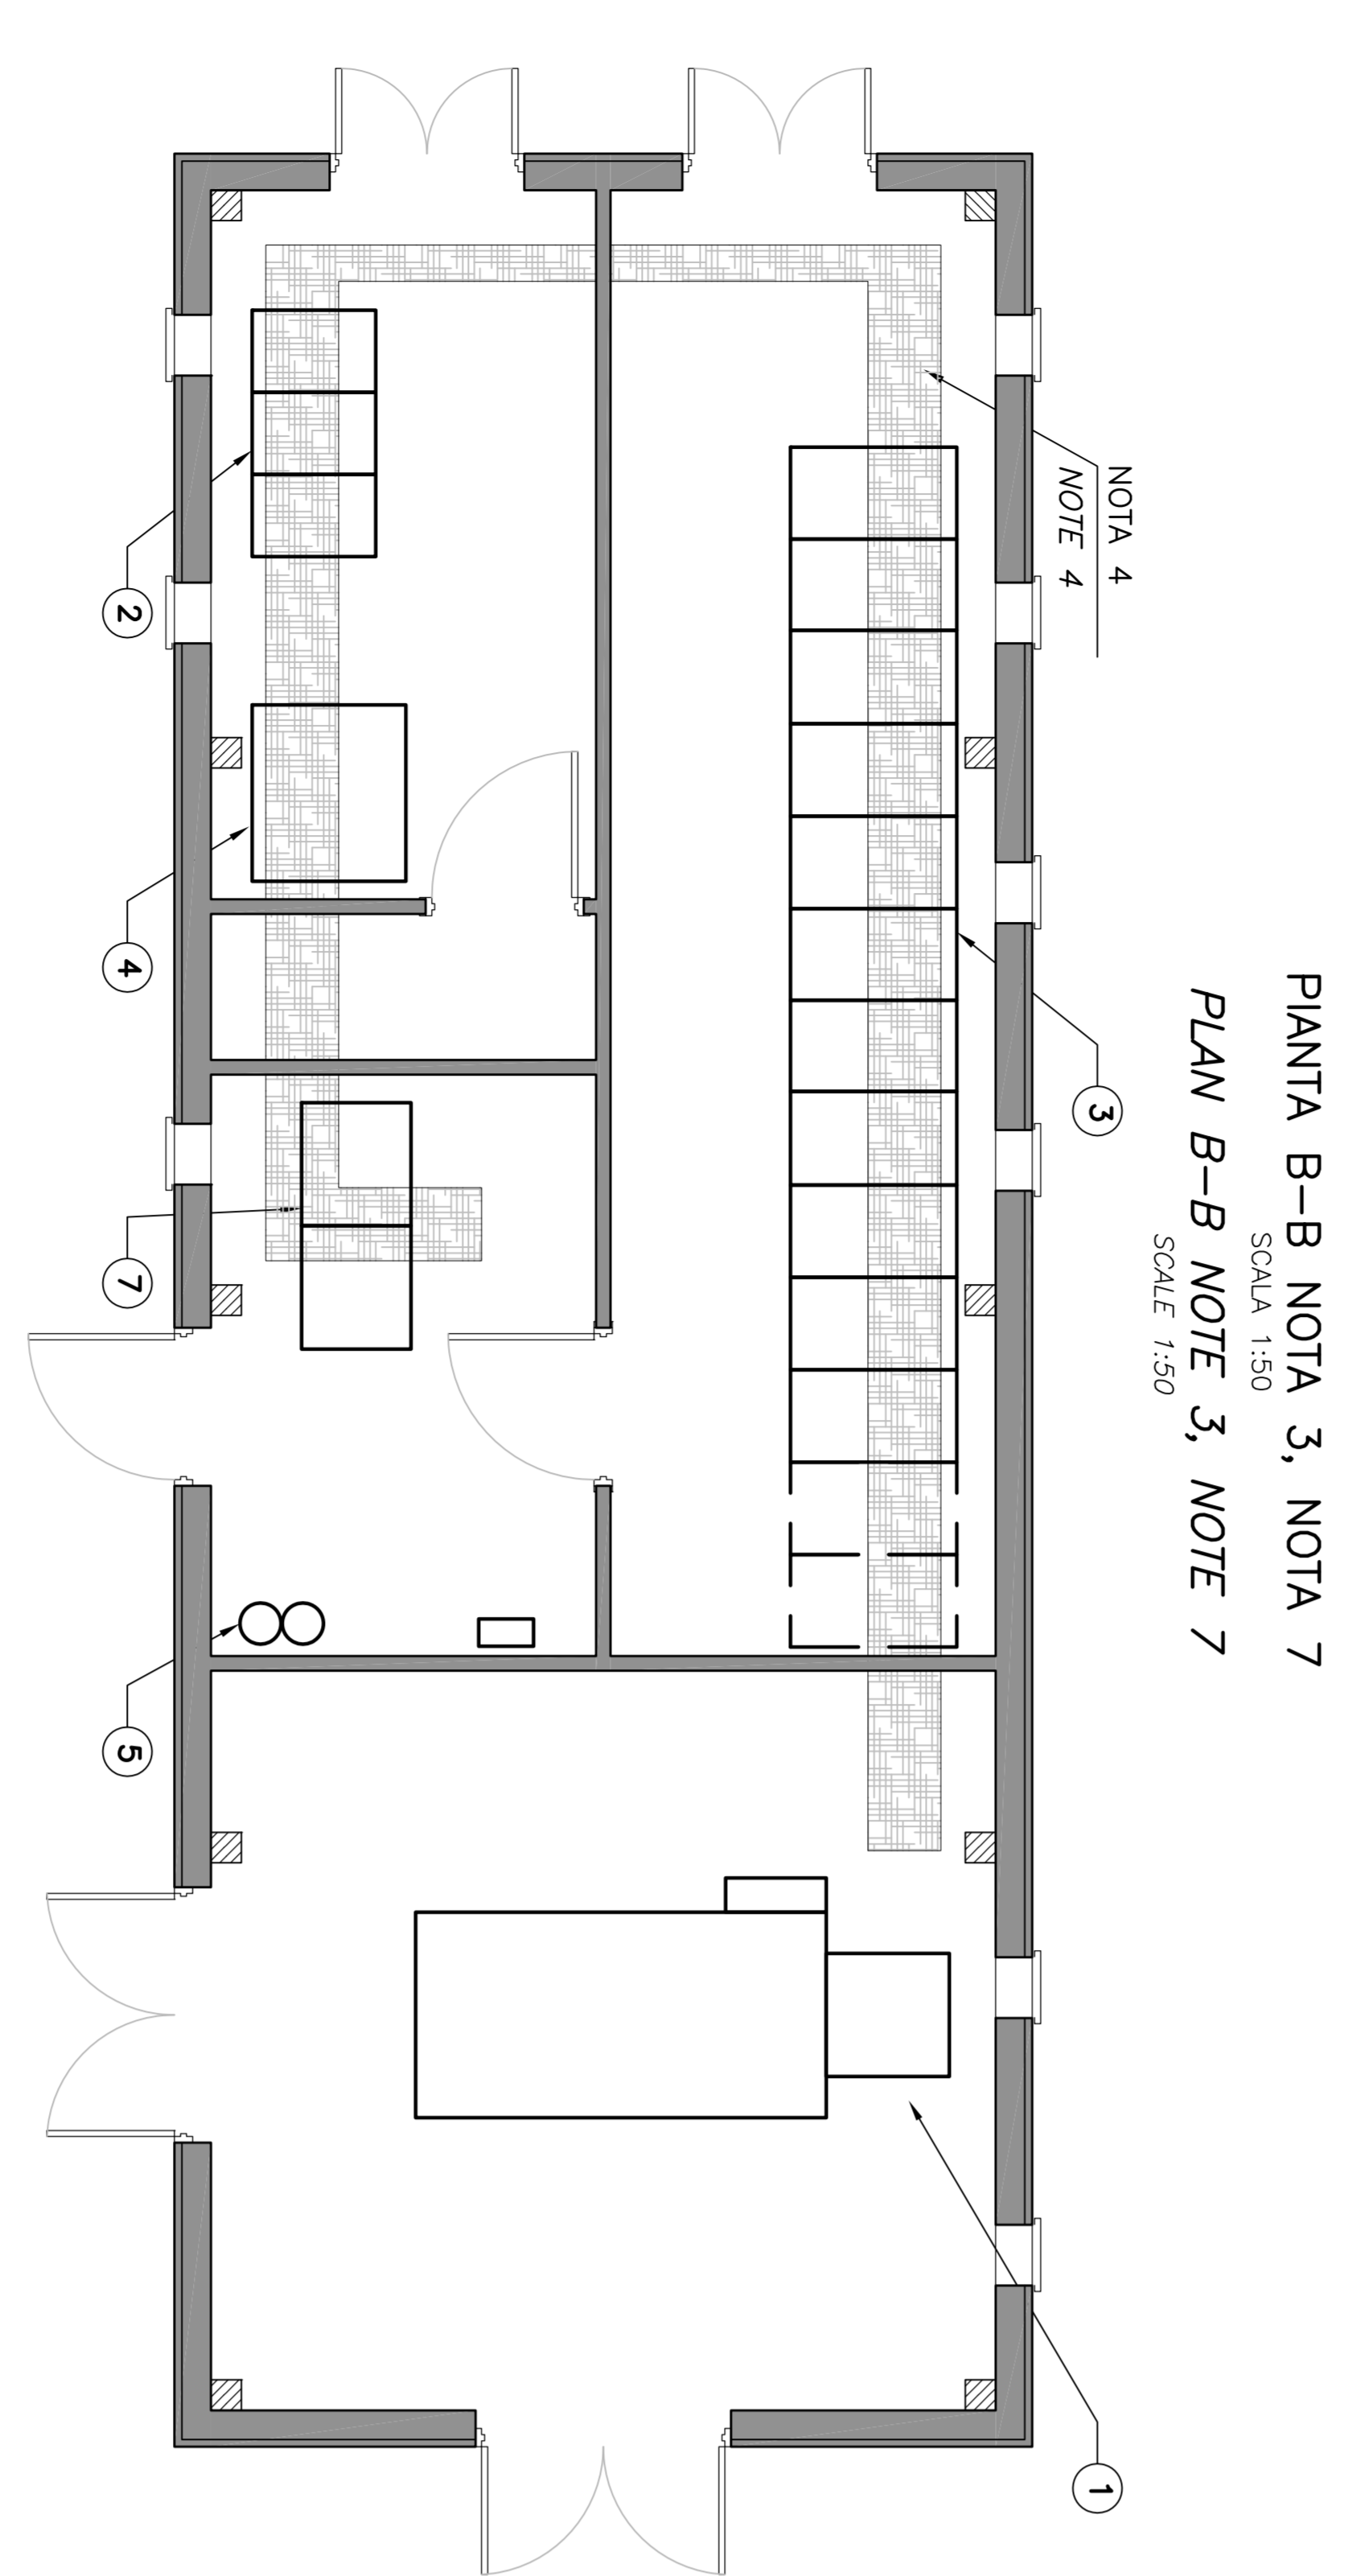 PIANTA B-B NOTA 3, NOTA 7
SCALA 1:50
PLAN B-B NOTE 3, NOTE 7
SCALE 1:50
NOTA 4
NOTE 4
3
1
2
4
7
5